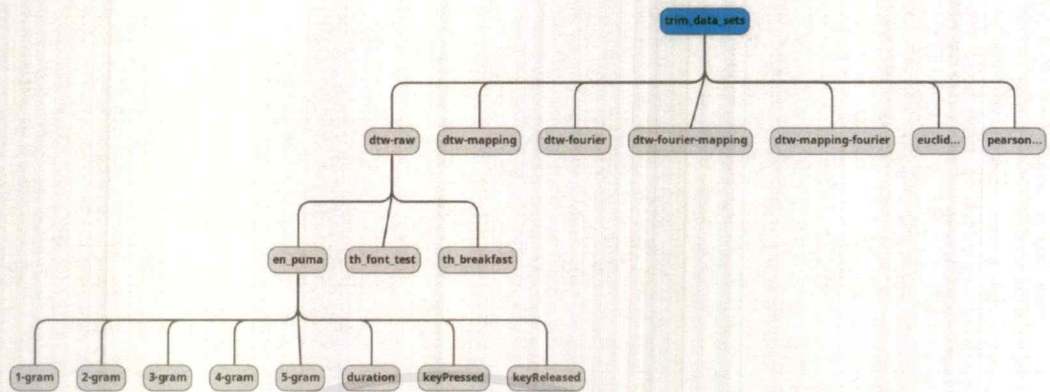 trim_data_sets
dtw-raw dtw-mapping dtw-fourier dtw-fourier-mapping dtw-mapping-fourier euclid... pearson...
en_puma th_font_test th_breakfast
1-gram 2-gram 3-gram 4-gram 5-gram duration keyPressed keyReleased